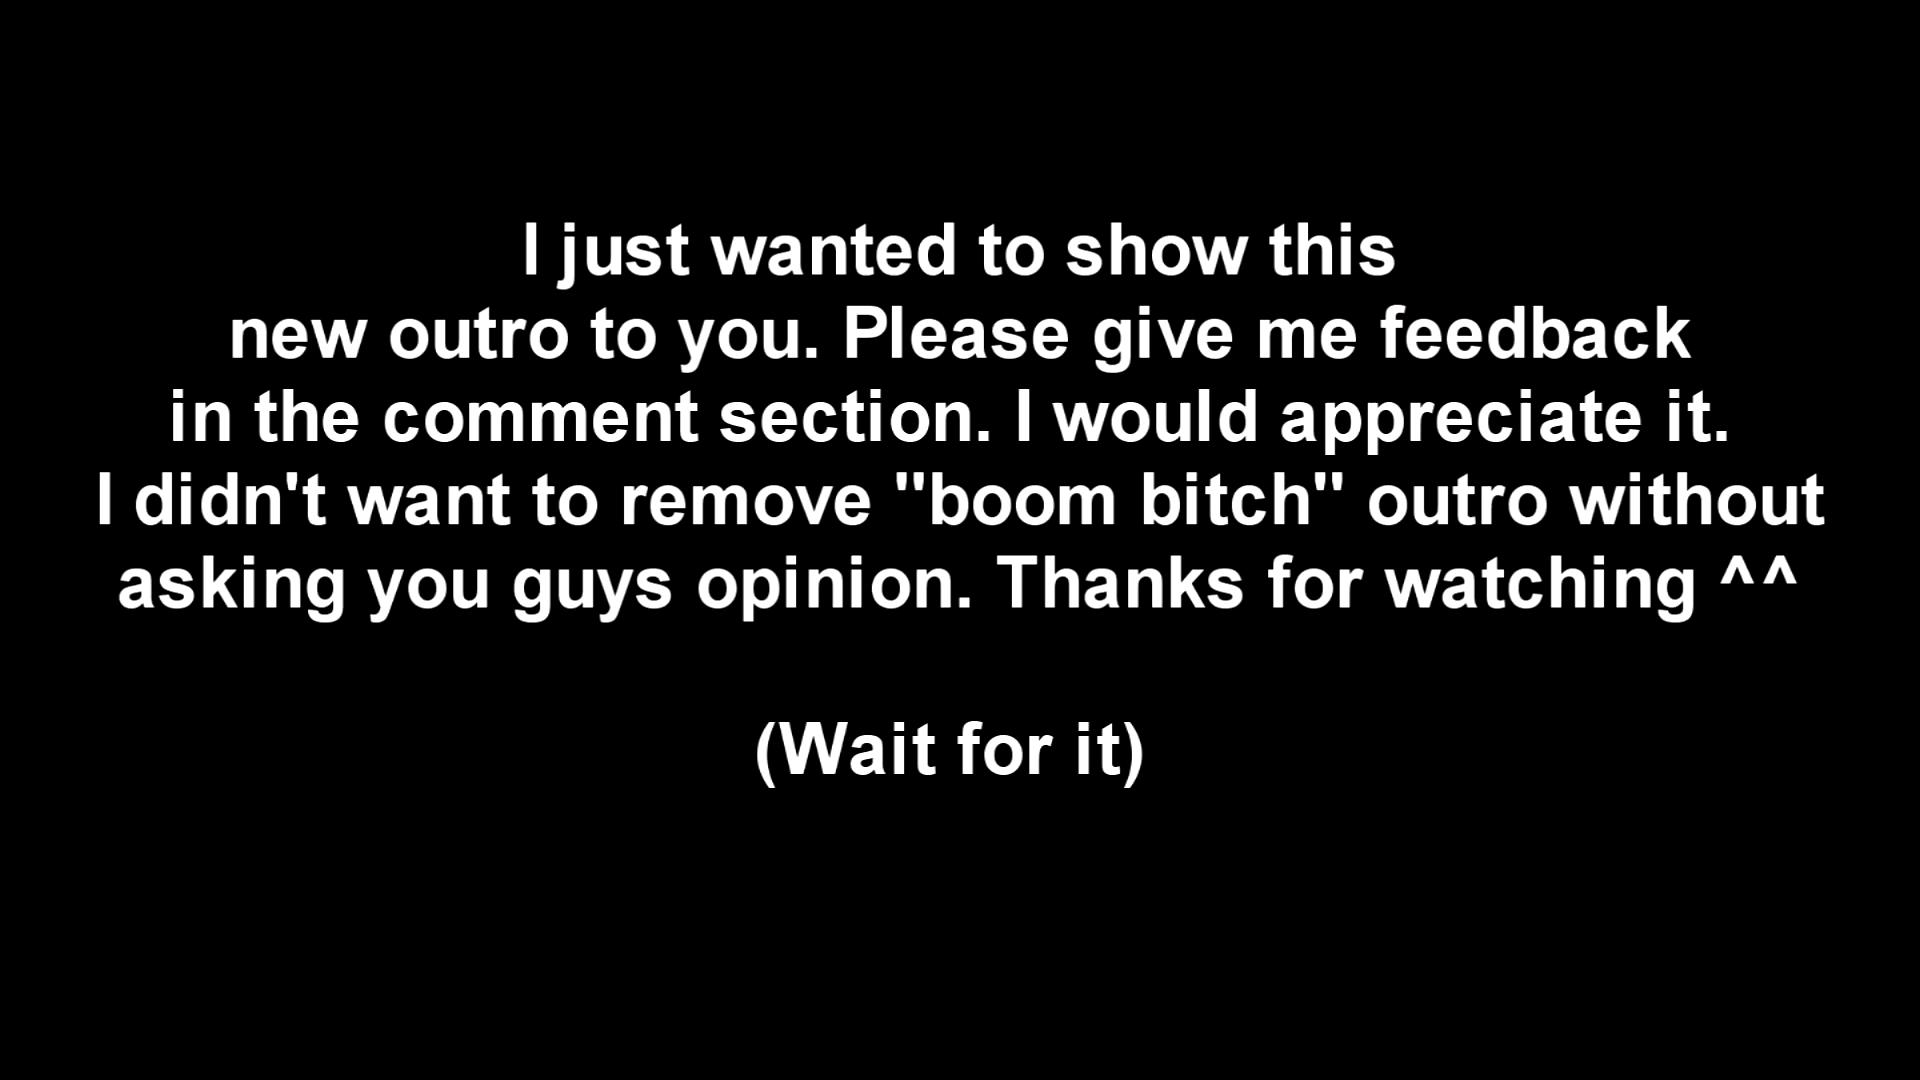 I just wanted to show this
new outro to you. Please give me feedback
in the comment section. I would appreciate it.
I didn't want to remove "boom bitch" outro without
asking you guys opinion. Thanks for watching ^^
(Wait for it)